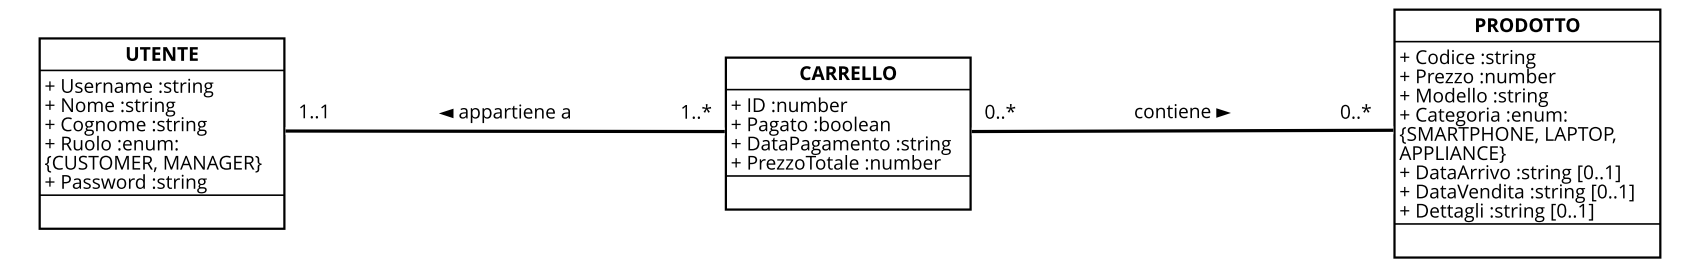 UTENTE
+ Username :string
+ Nome :string
+ Cognome :string
+ Ruolo :enum:
{CUSTOMER, MANAGER}
+ Password :string
1..1
◄ appartiene a
1..*
CARRELLO
+ ID :number
+ Pagato :boolean
+ DataPagamento :string
+ PrezzoTotale :number
0..*
contiene ►
0..*
PRODOTTO
+ Codice :string
+ Prezzo :number
+ Modello :string
+ Categoria :enum:
{SMARTPHONE, LAPTOP,
APPLIANCE}
+ DataArrivo :string [0..1]
+ DataVendita :string [0..1]
+ Dettagli :string [0..1]